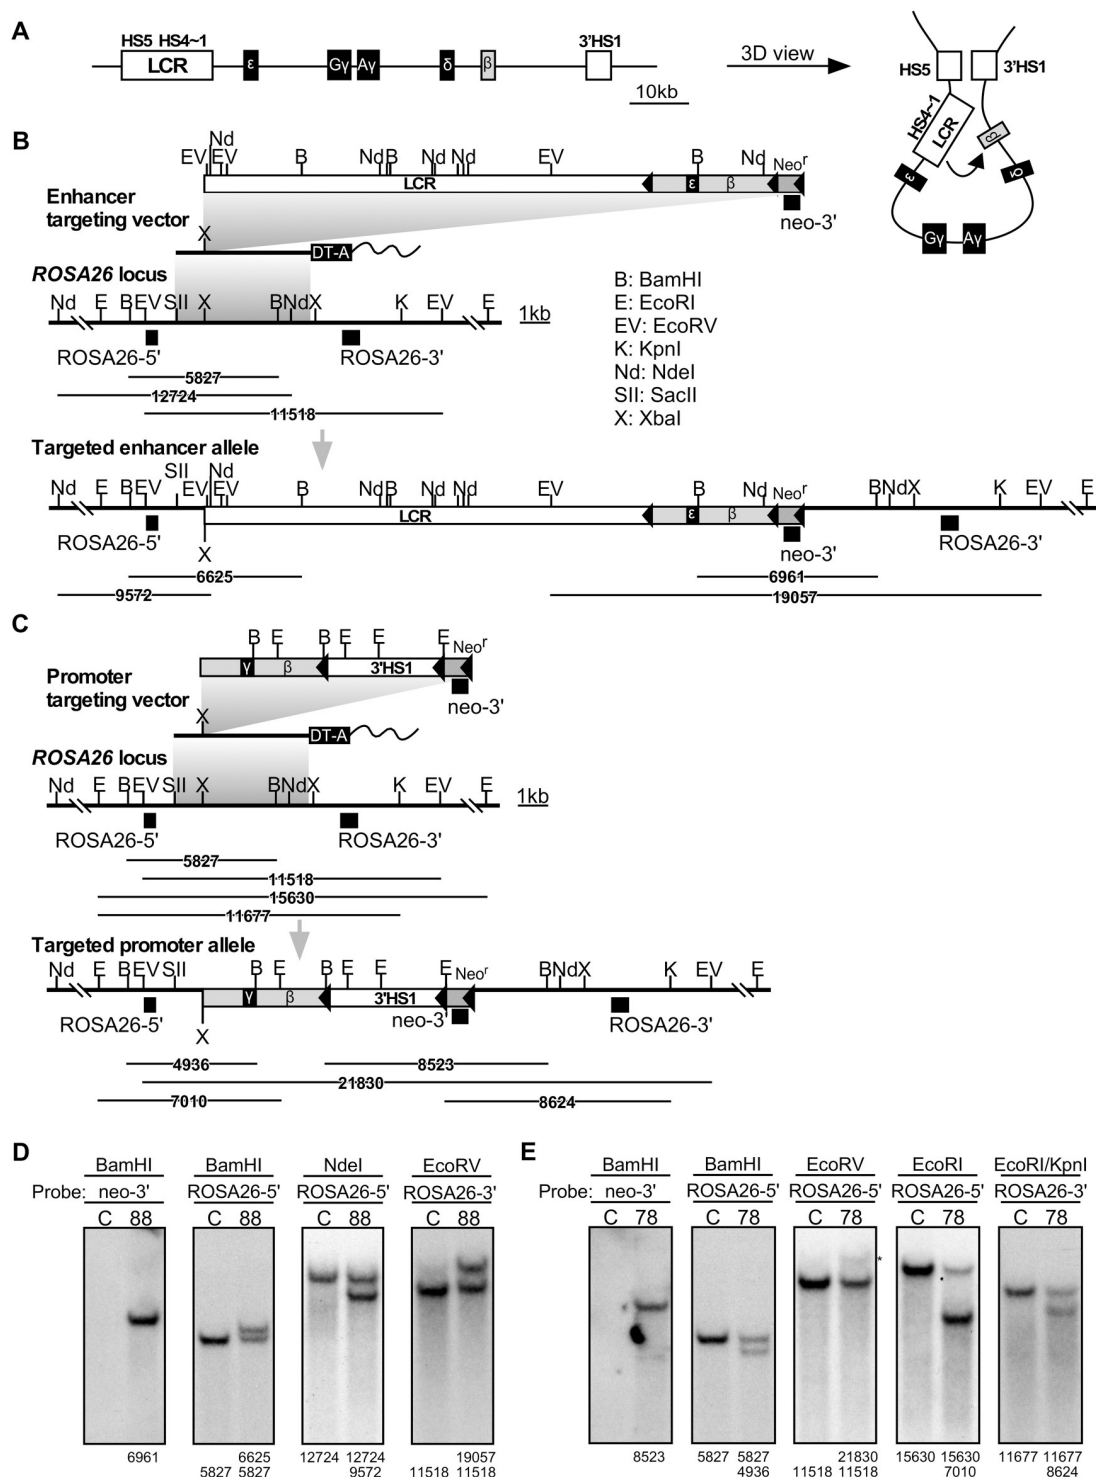 A
HS5 HS4~1
LCR
ε
Gγ
Aγ
δ
β
3'HS1
10kb
3D view
HS5
3'HS1
HS4~1
LCR
β
ε
δ
Gγ
Aγ
B
Nd
EV EV B Nd B Nd Nd EV B Nd Neoʳ
Enhancer
targeting vector
LCR ε β
neo-3'
X
DT-A
ROSA26 locus
Nd E B EV SII X B Nd X K EV E
1kb
ROSA26-5' ROSA26-3'
5827
12724
11518
B: BamHI
E: EcoRI
EV: EcoRV
K: KpnI
Nd: NdeI
SII: SacII
X: XbaI
Targeted enhancer allele
SII Nd
Nd E B EV EV EV B Nd B Nd Nd EV B Nd Neoʳ B Nd X K EV E
LCR ε β
ROSA26-5' X neo-3' ROSA26-3'
6625 6961
9572 19057
C
B E B E E E Neoʳ
Promoter
targeting vector
γ β 3'HS1
neo-3'
X
DT-A
ROSA26 locus
Nd E B EV SII X B Nd X K EV E
1kb
ROSA26-5' ROSA26-3'
5827
11518
15630
11677
Targeted promoter allele
Nd E B EV SII B E B E E E Neoʳ B Nd X K EV E
γ β 3'HS1
ROSA26-5' X neo-3' ROSA26-3'
4936 8523
21830
7010 8624
D
BamHI BamHI NdeI EcoRV
Probe: neo-3' ROSA26-5' ROSA26-5' ROSA26-3'
C 88 C 88 C 88 C 88
6961 6625 12724 12724 19057
5827 5827 9572 11518 11518
E
BamHI BamHI EcoRV EcoRI EcoRI/KpnI
Probe: neo-3' ROSA26-5' ROSA26-5' ROSA26-5' ROSA26-3'
C 78 C 78 C 78 C 78 C 78
*
8523 5827 5827 21830 15630 15630 11677 11677
4936 11518 11518 7010 8624